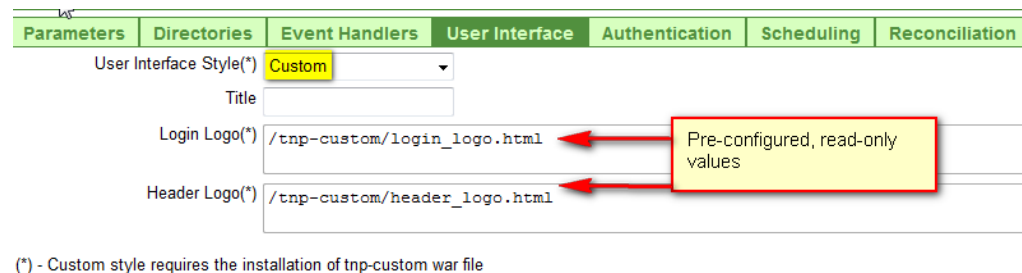 Parameters Directories Event Handlers User Interface Authentication Scheduling Reconciliation
User Interface Style(*) Custom
Title
Login Logo(*) /tnp-custom/login_logo.html
Pre-configured, read-only
values
Header Logo(*) /tnp-custom/header_logo.html
(*) - Custom style requires the installation of tnp-custom war file